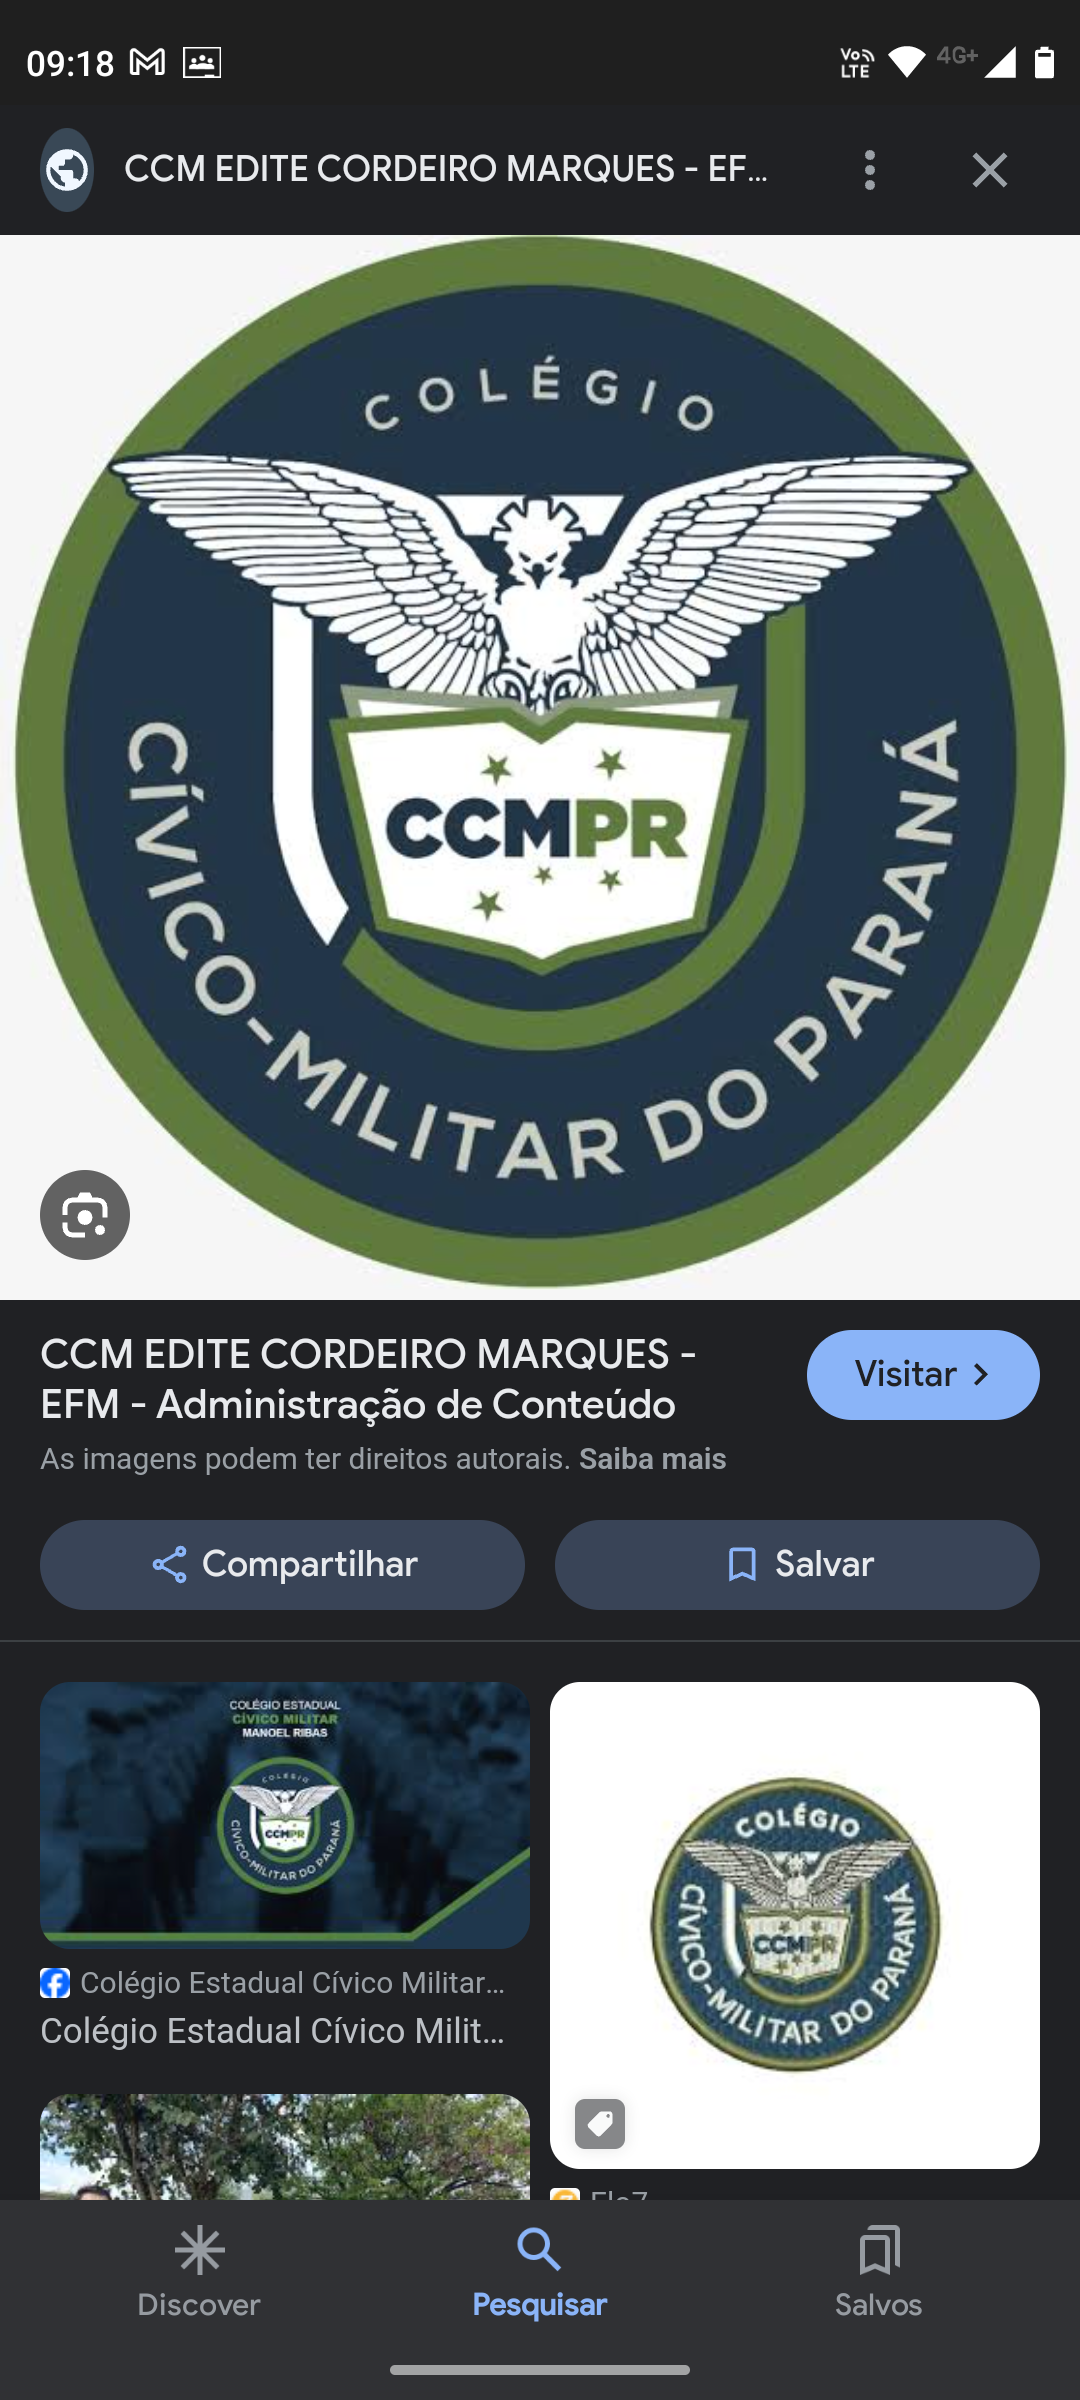 09:18
Vo
LTE
4G+
CCM EDITE CORDEIRO MARQUES - EF...
COLÉGIO
CCMPR
CÍVICO-MILITAR DO PARANÁ
CCM EDITE CORDEIRO MARQUES -
EFM - Administração de Conteúdo
Visitar
As imagens podem ter direitos autorais. Saiba mais
Compartilhar
Salvar
COLÉGIO ESTADUAL
CÍVICO MILITAR
MANOEL RIBAS
COLÉGIO
CCMPR
CÍVICO-MILITAR DO PARANÁ
Colégio Estadual Cívico Militar...
Colégio Estadual Cívico Milit...
COLÉGIO
CCMPR
CÍVICO-MILITAR DO PARANÁ
Discover
Pesquisar
Salvos